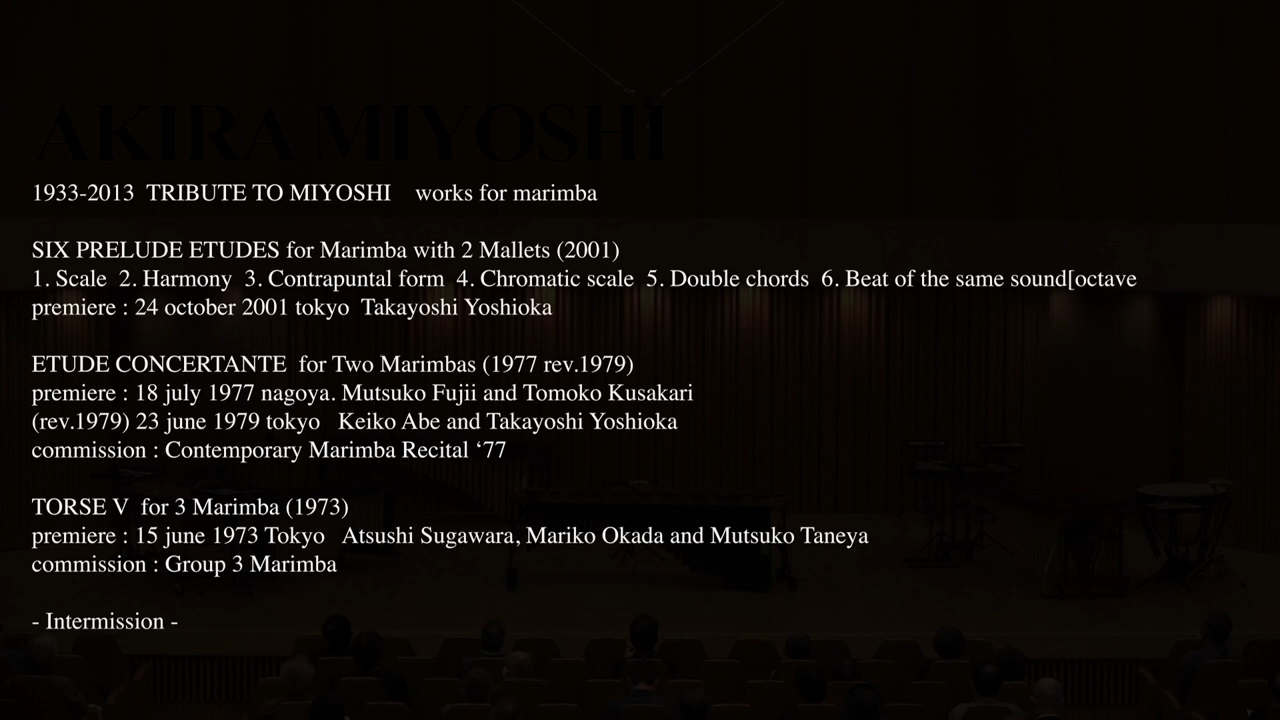 AKIRA MIYOSHI
1933-2013 TRIBUTE TO MIYOSHI works for marimba
SIX PRELUDE ETUDES for Marimba with 2 Mallets (2001)
1. Scale 2. Harmony 3. Contrapuntal form 4. Chromatic scale 5. Double chords 6. Beat of the same sound[octave
premiere : 24 october 2001 tokyo Takayoshi Yoshioka
ETUDE CONCERTANTE for Two Marimbas (1977 rev.1979)
premiere : 18 july 1977 nagoya. Mutsuko Fujii and Tomoko Kusakari
(rev.1979) 23 june 1979 tokyo Keiko Abe and Takayoshi Yoshioka
commission : Contemporary Marimba Recital ‘77
TORSE V for 3 Marimba (1973)
premiere : 15 june 1973 Tokyo Atsushi Sugawara, Mariko Okada and Mutsuko Taneya
commission : Group 3 Marimba
- Intermission -